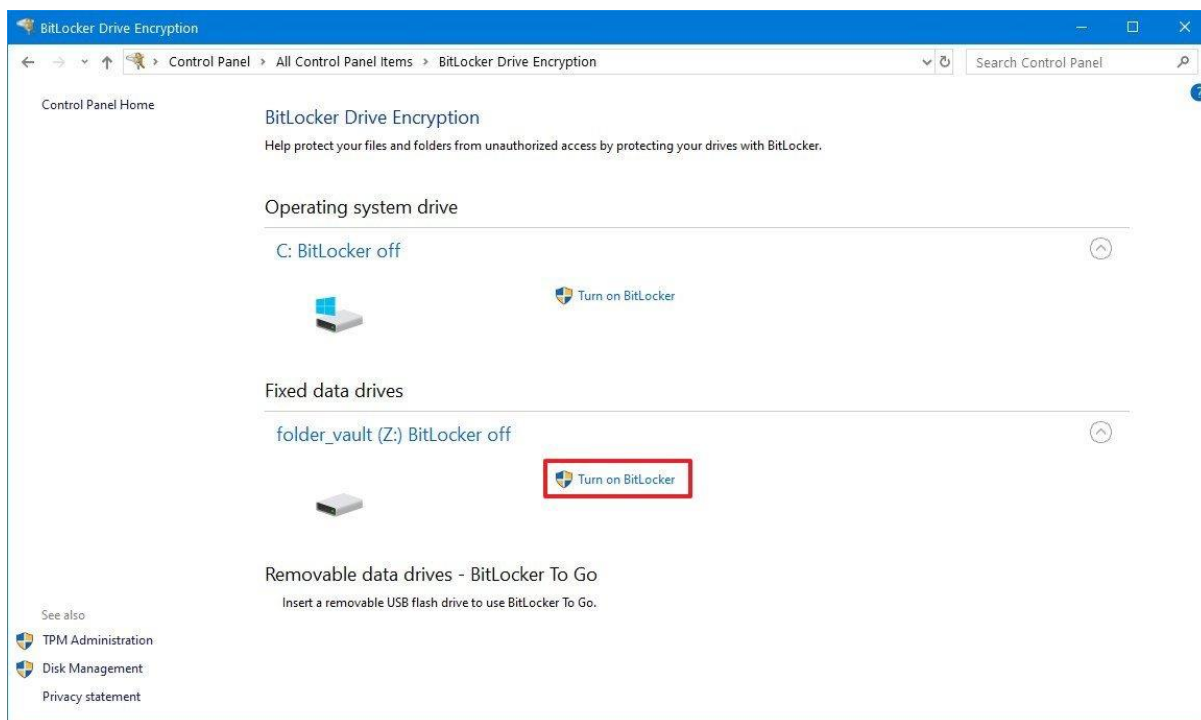 BitLocker Drive Encryption
Control Panel > All Control Panel Items > BitLocker Drive Encryption
Search Control Panel
Control Panel Home
?
BitLocker Drive Encryption
Help protect your files and folders from unauthorized access by protecting your drives with BitLocker.
Operating system drive
C: BitLocker off
Turn on BitLocker
Fixed data drives
folder_vault (Z:) BitLocker off
Turn on BitLocker
Removable data drives - BitLocker To Go
Insert a removable USB flash drive to use BitLocker To Go.
See also
TPM Administration
Disk Management
Privacy statement